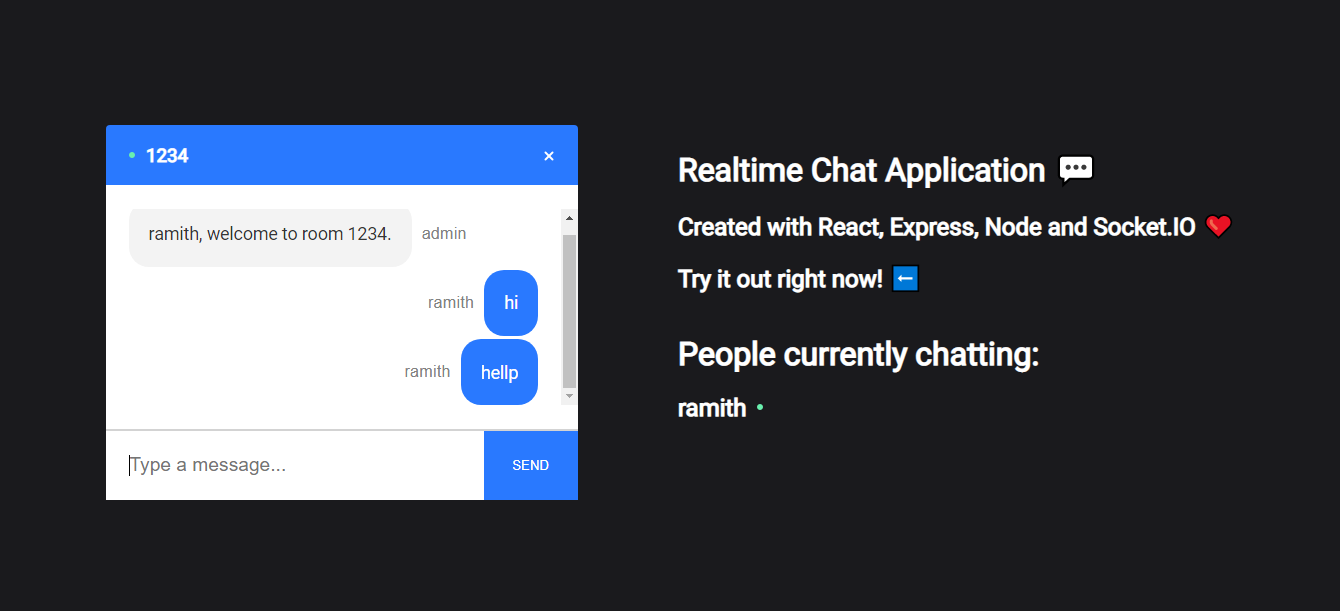 1234
ramith, welcome to room 1234. admin
ramith hi
ramith hellp
Type a message...
SEND
Realtime Chat Application 💬
Created with React, Express, Node and Socket.IO ❤️
Try it out right now! ⬅️
People currently chatting:
ramith